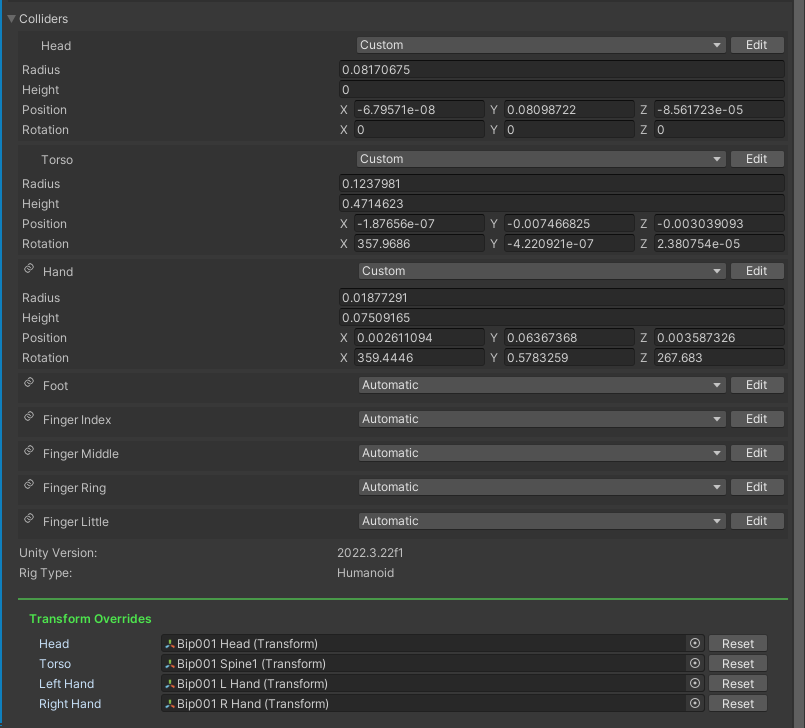 Colliders
Head Custom Edit
Radius 0.08170675
Height 0
Position X -6.79571e-08 Y 0.08098722 Z -8.561723e-05
Rotation X 0 Y 0 Z 0
Torso Custom Edit
Radius 0.1237981
Height 0.4714623
Position X -1.87656e-07 Y -0.007466825 Z -0.003039093
Rotation X 357.9686 Y -4.220921e-07 Z 2.380754e-05
Hand Custom Edit
Radius 0.01877291
Height 0.07509165
Position X 0.002611094 Y 0.06367368 Z 0.003587326
Rotation X 359.4446 Y 0.5783259 Z 267.683
Foot Automatic Edit
Finger Index Automatic Edit
Finger Middle Automatic Edit
Finger Ring Automatic Edit
Finger Little Automatic Edit
Unity Version: 2022.3.22f1
Rig Type: Humanoid
Transform Overrides
Head Bip001 Head (Transform) Reset
Torso Bip001 Spine1 (Transform) Reset
Left Hand Bip001 L Hand (Transform) Reset
Right Hand Bip001 R Hand (Transform) Reset